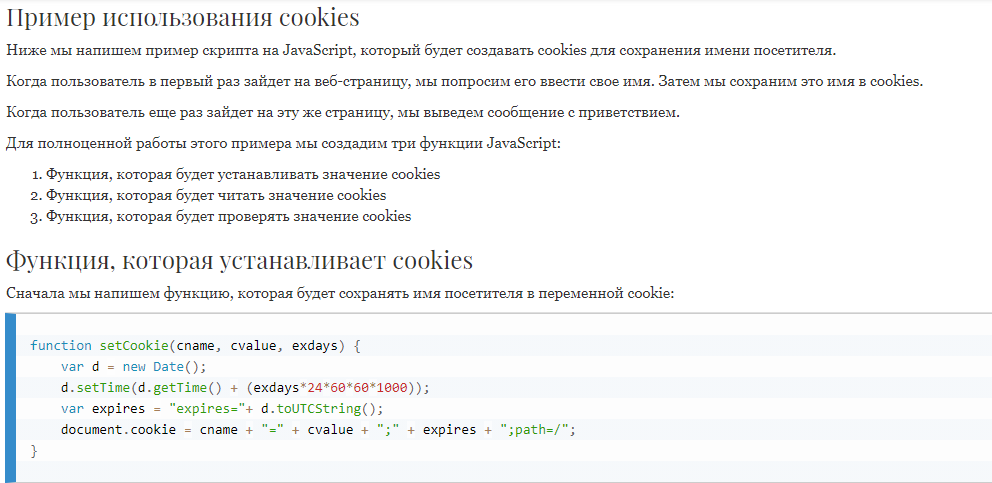 Пример использования cookies
Ниже мы напишем пример скрипта на JavaScript, который будет создавать cookies для сохранения имени посетителя.
Когда пользователь в первый раз зайдет на веб-страницу, мы попросим его ввести свое имя. Затем мы сохраним это имя в cookies.
Когда пользователь еще раз зайдет на эту же страницу, мы выведем сообщение с приветствием.
Для полноценной работы этого примера мы создадим три функции JavaScript:
1. Функция, которая будет устанавливать значение cookies
2. Функция, которая будет читать значение cookies
3. Функция, которая будет проверять значение cookies
Функция, которая устанавливает cookies
Сначала мы напишем функцию, которая будет сохранять имя посетителя в переменной cookie:
function setCookie(cname, cvalue, exdays) {
    var d = new Date();
    d.setTime(d.getTime() + (exdays*24*60*60*1000));
    var expires = "expires="+ d.toUTCString();
    document.cookie = cname + "=" + cvalue + ";" + expires + ";path=/";
}